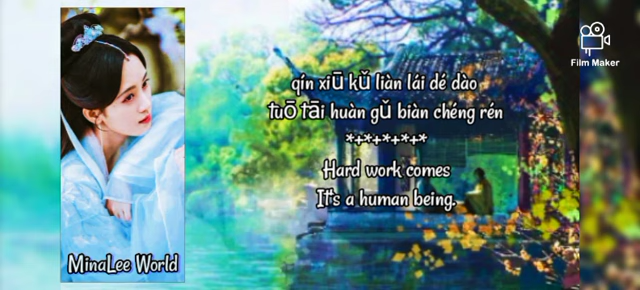 Film Maker
qín xiū kǔ liàn lái dé dào
tuō tāi huàn gǔ biàn chéng rén
*+*+*+*+*
Hard work comes
It's a human being.
MinaLee World